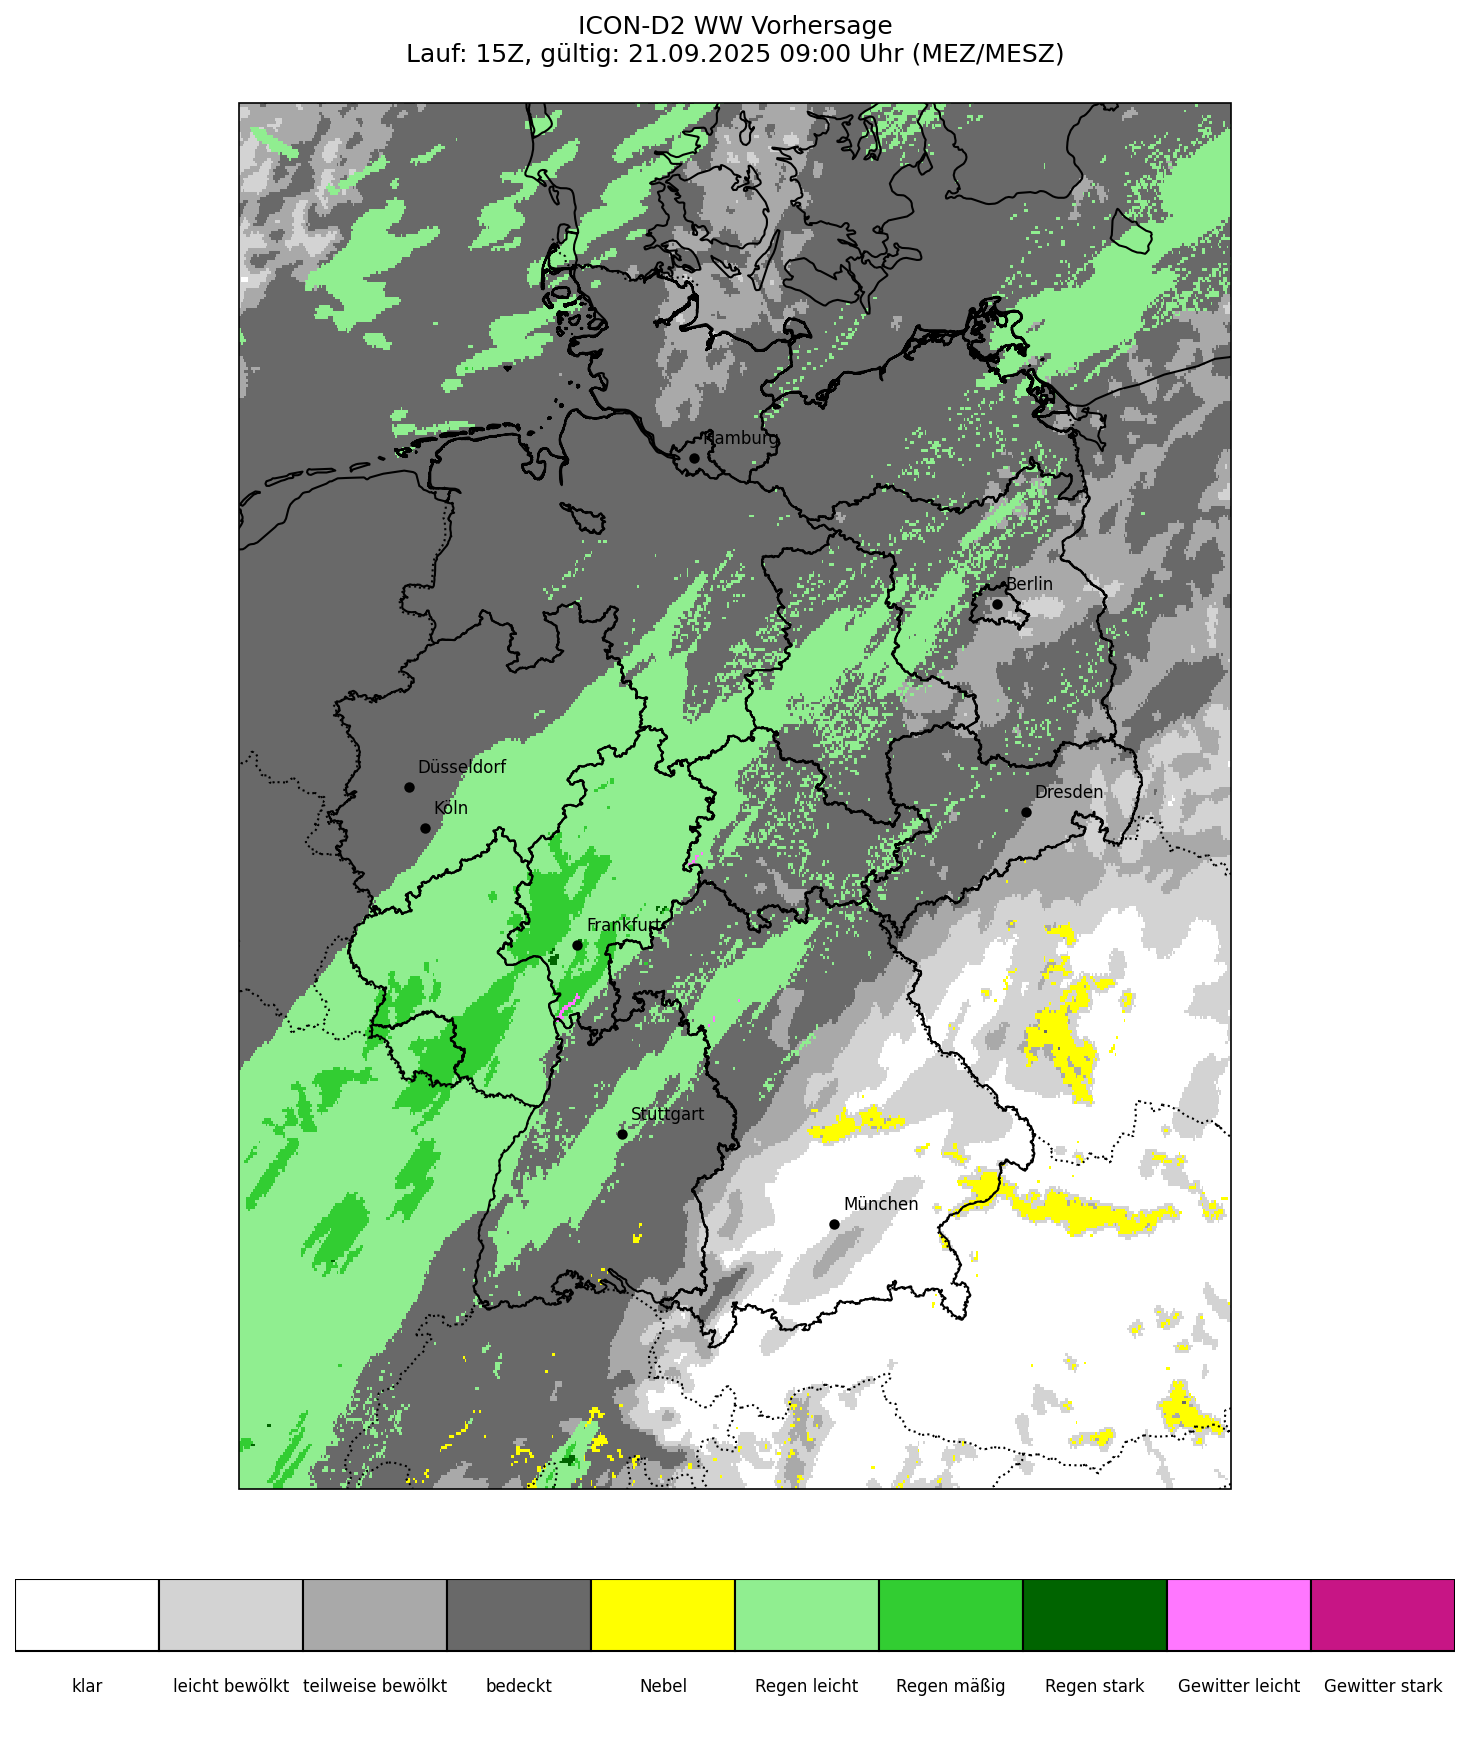 ICON-D2 WW Vorhersage
Lauf: 15Z, gültig: 21.09.2025 09:00 Uhr (MEZ/MESZ)
Hamburg
Berlin
Düsseldorf
Köln
Dresden
Frankfurt
Stuttgart
München
klar leicht bewölkt teilweise bewölkt bedeckt Nebel Regen leicht Regen mäßig Regen stark Gewitter leicht Gewitter stark